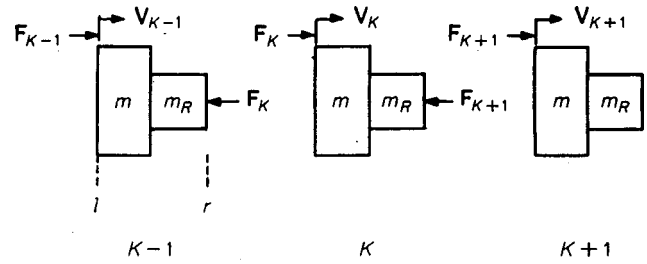 V_{K-1} V_K V_{K+1}
F_{K-1} F_K F_{K+1}
m m_R F_K m m_R F_{K+1} m m_R
l r
K-1 K K+1